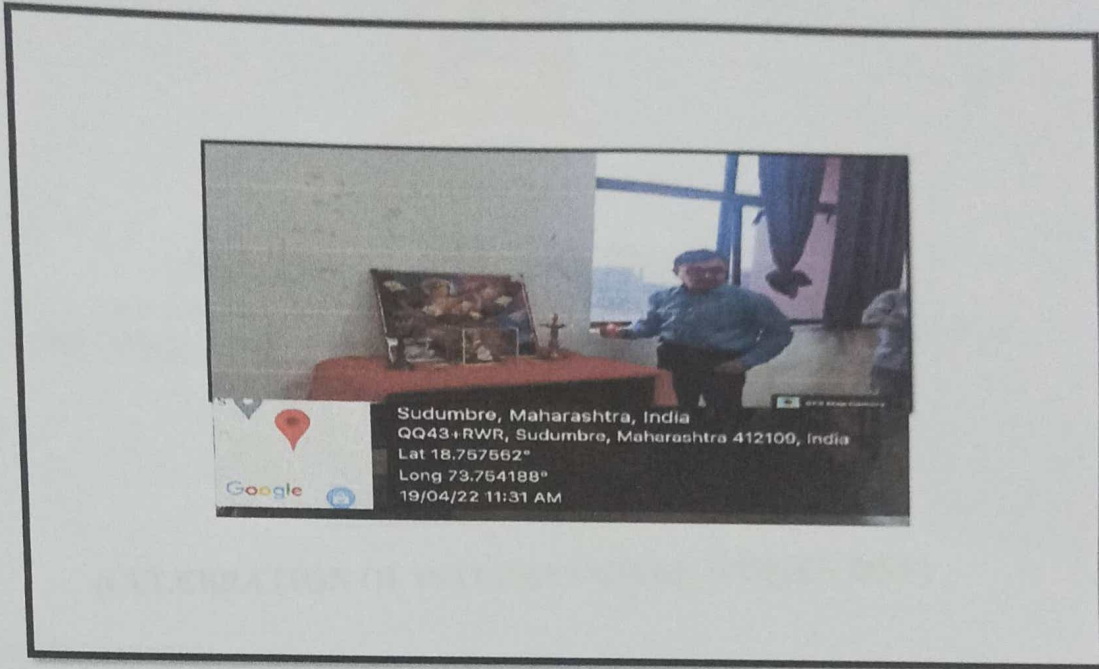 Sudumbre, Maharashtra, India
QQ43+RWR, Sudumbre, Maharashtra 412109, India
Lat 18.757562°
Long 73.754188°
19/04/22 11:31 AM
Google